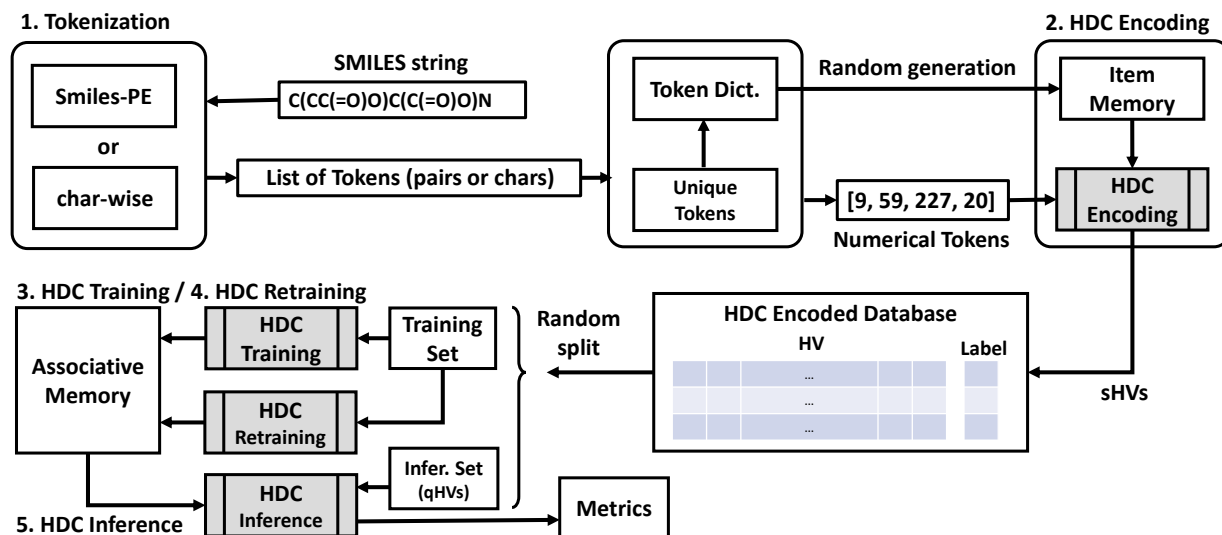 1. Tokenization
2. HDC Encoding
SMILES string
C(CC(=O)O)C(C(=O)O)N
Smiles-PE
or
char-wise
List of Tokens (pairs or chars)
Token Dict.
Unique
Tokens
Random generation
[9, 59, 227, 20]
Numerical Tokens
Item
Memory
HDC
Encoding
3. HDC Training / 4. HDC Retraining
Associative
Memory
HDC
Training
Training
Set
HDC
Retraining
Infer. Set
(qHVs)
HDC
Inference
5. HDC Inference
Metrics
Random
split
HDC Encoded Database
HV
Label
...
...
...
sHVs